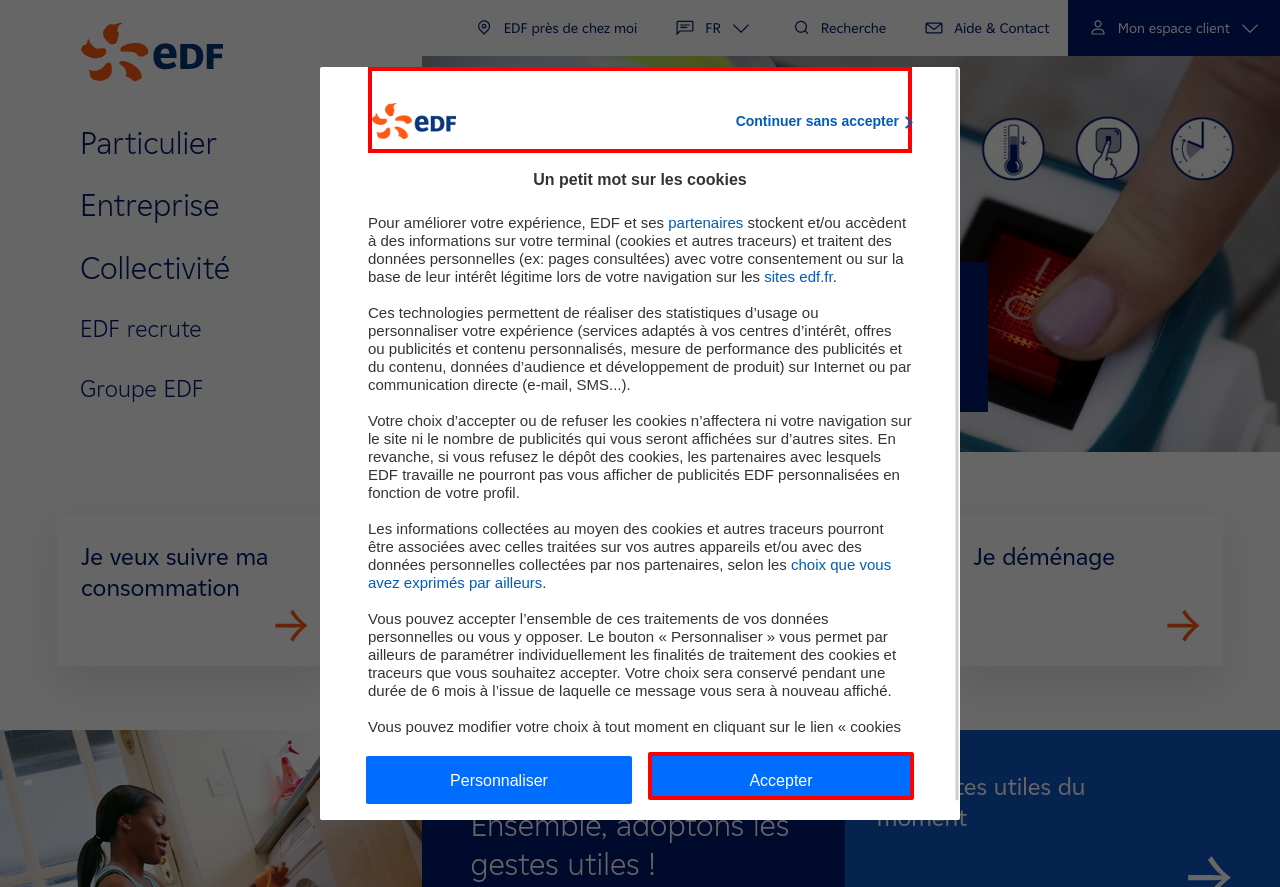 EDF près de chez moi
FR
Recherche
Aide & Contact
Mon espace client
eDF
Particulier
Entreprise
Collectivité
EDF recrute
Groupe EDF
eDF
Continuer sans accepter
Un petit mot sur les cookies
Pour améliorer votre expérience, EDF et ses partenaires stockent et/ou accèdent
à des informations sur votre terminal (cookies et autres traceurs) et traitent des
données personnelles (ex: pages consultées) avec votre consentement ou sur la
base de leur intérêt légitime lors de votre navigation sur les sites edf.fr.
Ces technologies permettent de réaliser des statistiques d’usage ou
personnaliser votre expérience (services adaptés à vos centres d’intérêt, offres
ou publicités et contenu personnalisés, mesure de performance des publicités et
du contenu, données d’audience et développement de produit) sur Internet ou par
communication directe (e-mail, SMS...).
Votre choix d’accepter ou de refuser les cookies n’affectera ni votre navigation sur
le site ni le nombre de publicités qui vous seront affichées sur d’autres sites. En
revanche, si vous refusez le dépôt des cookies, les partenaires avec lesquels
EDF travaille ne pourront pas vous afficher de publicités EDF personnalisées en
fonction de votre profil.
Les informations collectées au moyen des cookies et autres traceurs pourront
être associées avec celles traitées sur vos autres appareils et/ou avec des
données personnelles collectées par nos partenaires, selon les choix que vous
avez exprimés par ailleurs.
Vous pouvez accepter l’ensemble de ces traitements de vos données
personnelles ou vous y opposer. Le bouton « Personnaliser » vous permet par
ailleurs de paramétrer individuellement les finalités de traitement des cookies et
traceurs que vous souhaitez accepter. Votre choix sera conservé pendant une
durée de 6 mois à l’issue de laquelle ce message vous sera à nouveau affiché.
Vous pouvez modifier votre choix à tout moment en cliquant sur le lien « cookies
Personnaliser
Accepter
Je veux suivre ma
consommation
Je déménage
Ensemble, adoptons les
gestes utiles !
utiles du